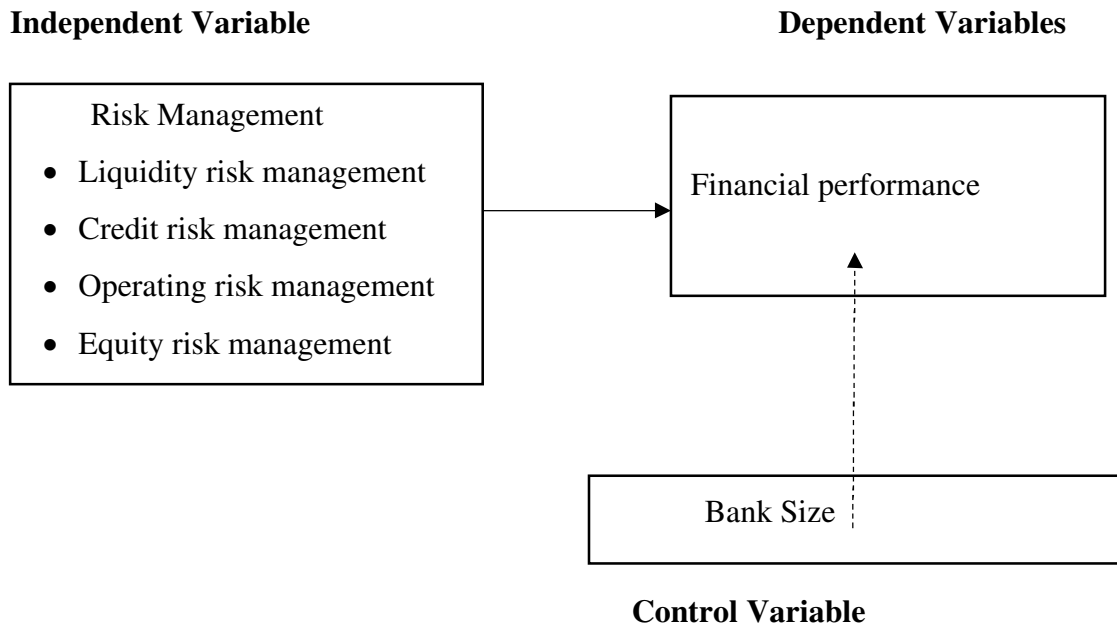 Independent Variable
Dependent Variables
Risk Management
• Liquidity risk management
• Credit risk management
• Operating risk management
• Equity risk management
Financial performance
Bank Size
Control Variable